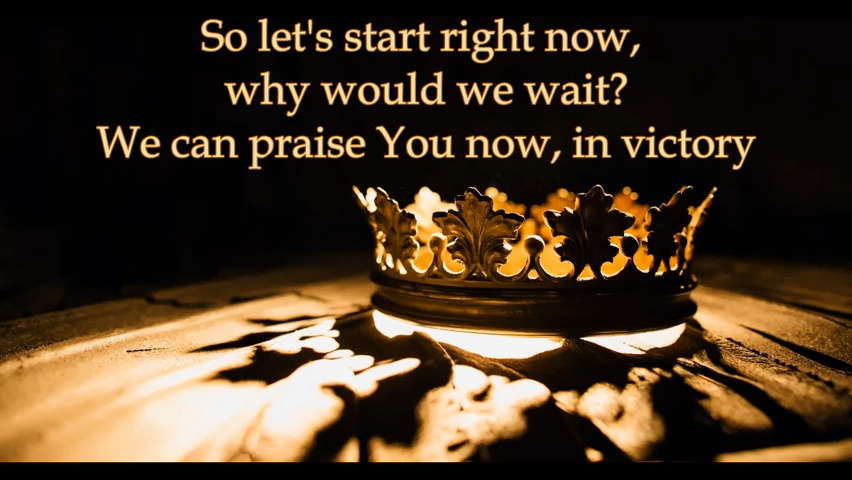 So let's start right now,
why would we wait?
We can praise You now, in victory